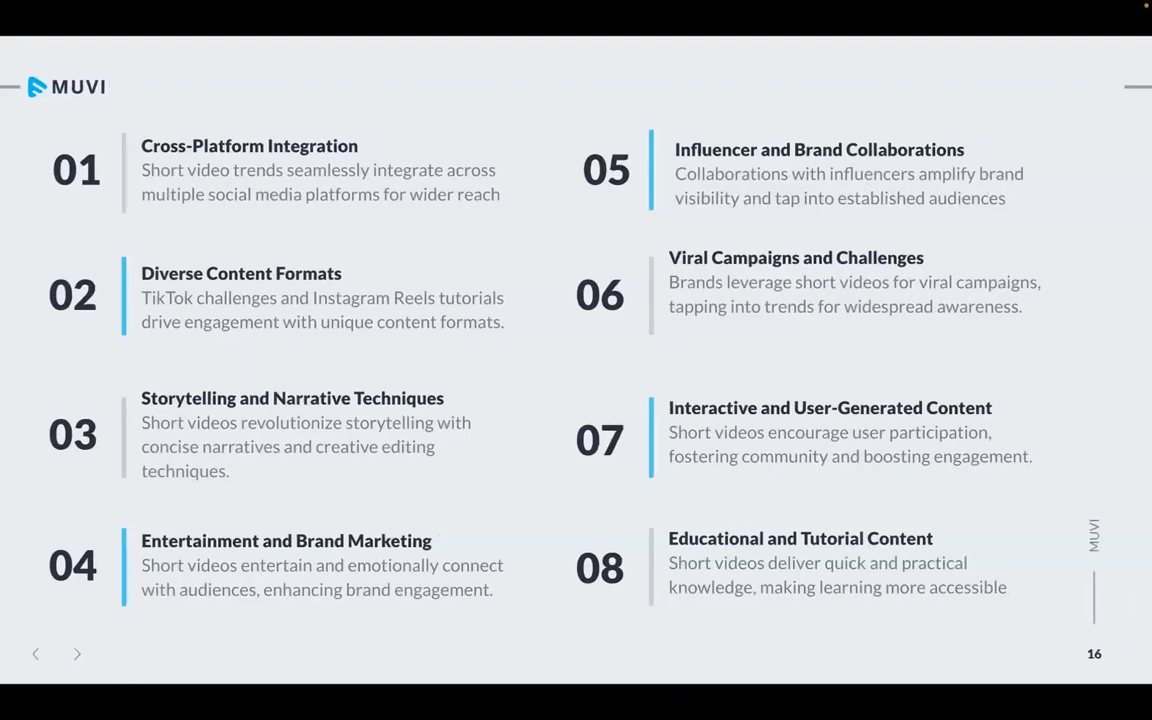 MUVI
01
Cross-Platform Integration
Short video trends seamlessly integrate across
multiple social media platforms for wider reach
02
Diverse Content Formats
TikTok challenges and Instagram Reels tutorials
drive engagement with unique content formats.
03
Storytelling and Narrative Techniques
Short videos revolutionize storytelling with
concise narratives and creative editing
techniques.
04
Entertainment and Brand Marketing
Short videos entertain and emotionally connect
with audiences, enhancing brand engagement.
05
Influencer and Brand Collaborations
Collaborations with influencers amplify brand
visibility and tap into established audiences
06
Viral Campaigns and Challenges
Brands leverage short videos for viral campaigns,
tapping into trends for widespread awareness.
07
Interactive and User-Generated Content
Short videos encourage user participation,
fostering community and boosting engagement.
08
Educational and Tutorial Content
Short videos deliver quick and practical
knowledge, making learning more accessible
MUVI
16